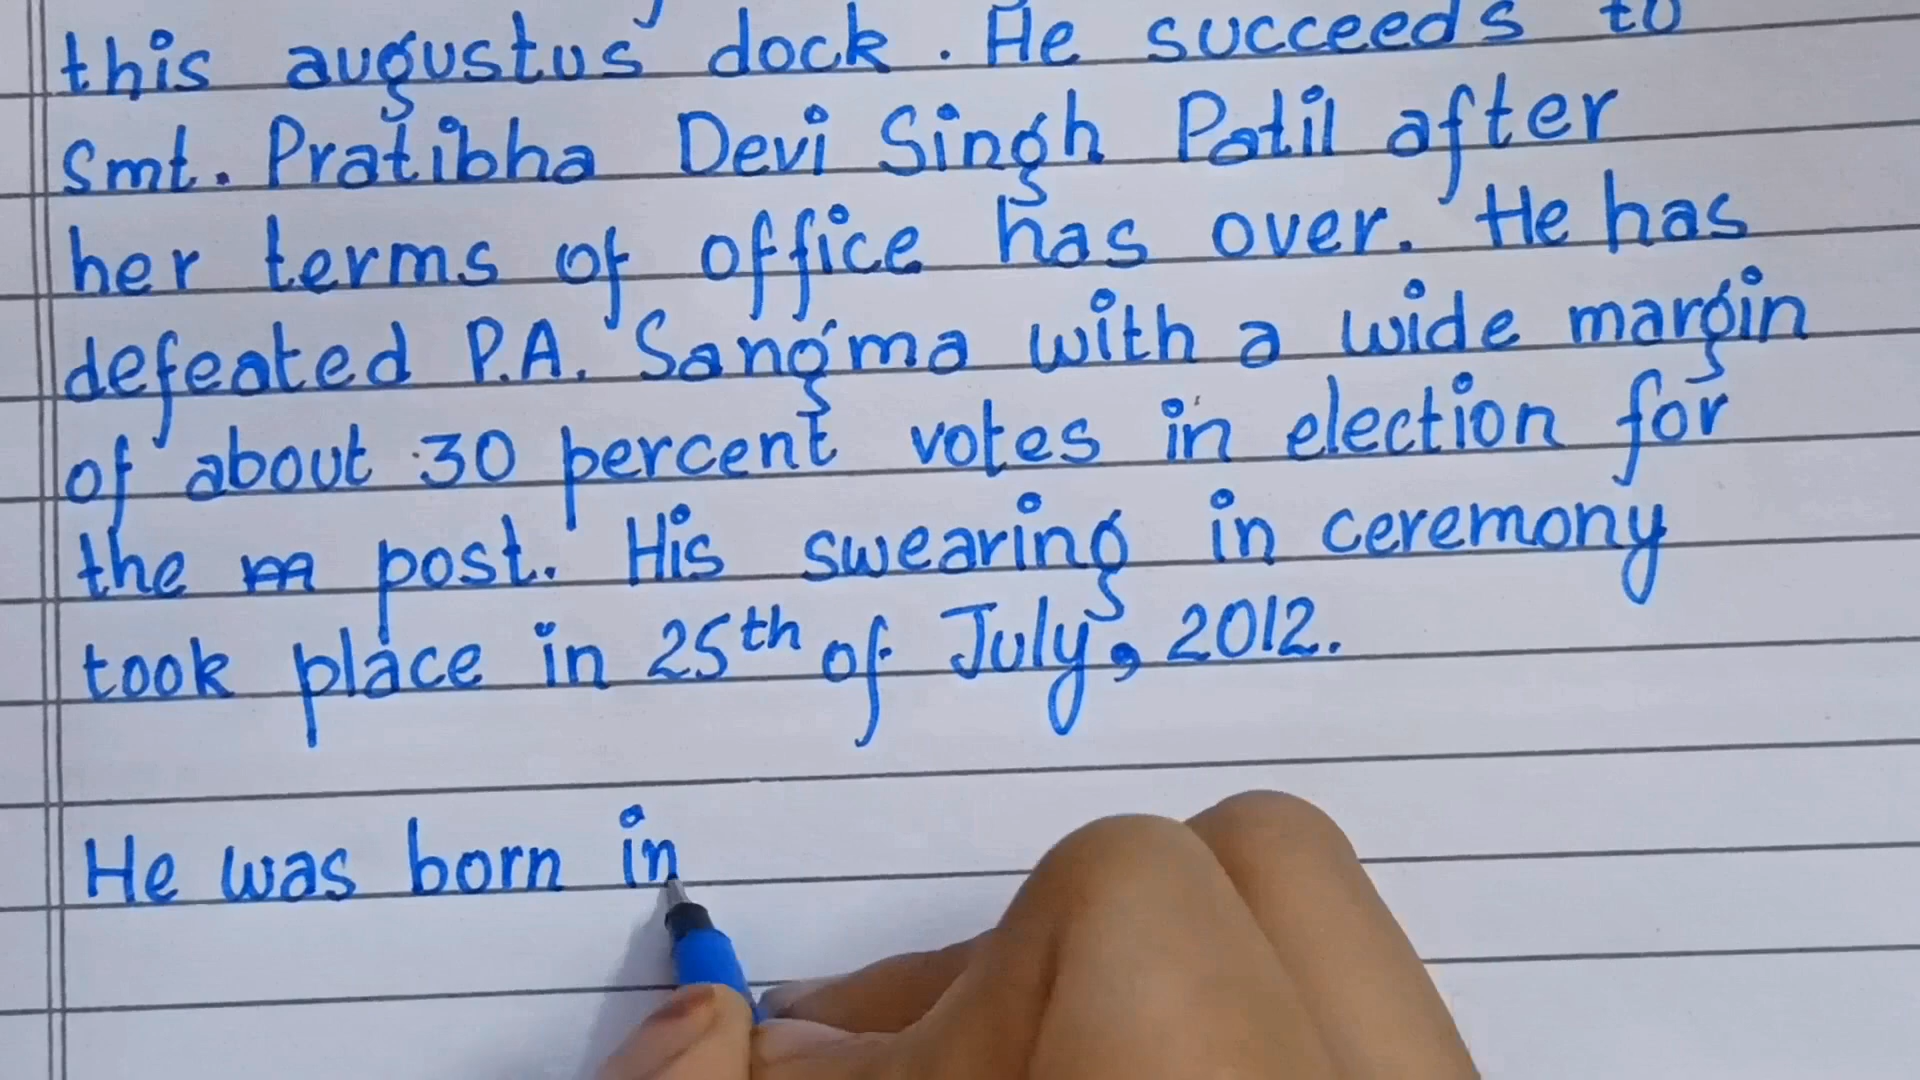 this augustus dock. He succeeds to
Smt. Pratibha Devi Singh Patil after
her terms of office has over. He has
defeated P.A. Sangma with a wide margin
of about 30 percent votes in election for
the post. His swearing in ceremony
took place in 25th of July, 2012.
He was born in